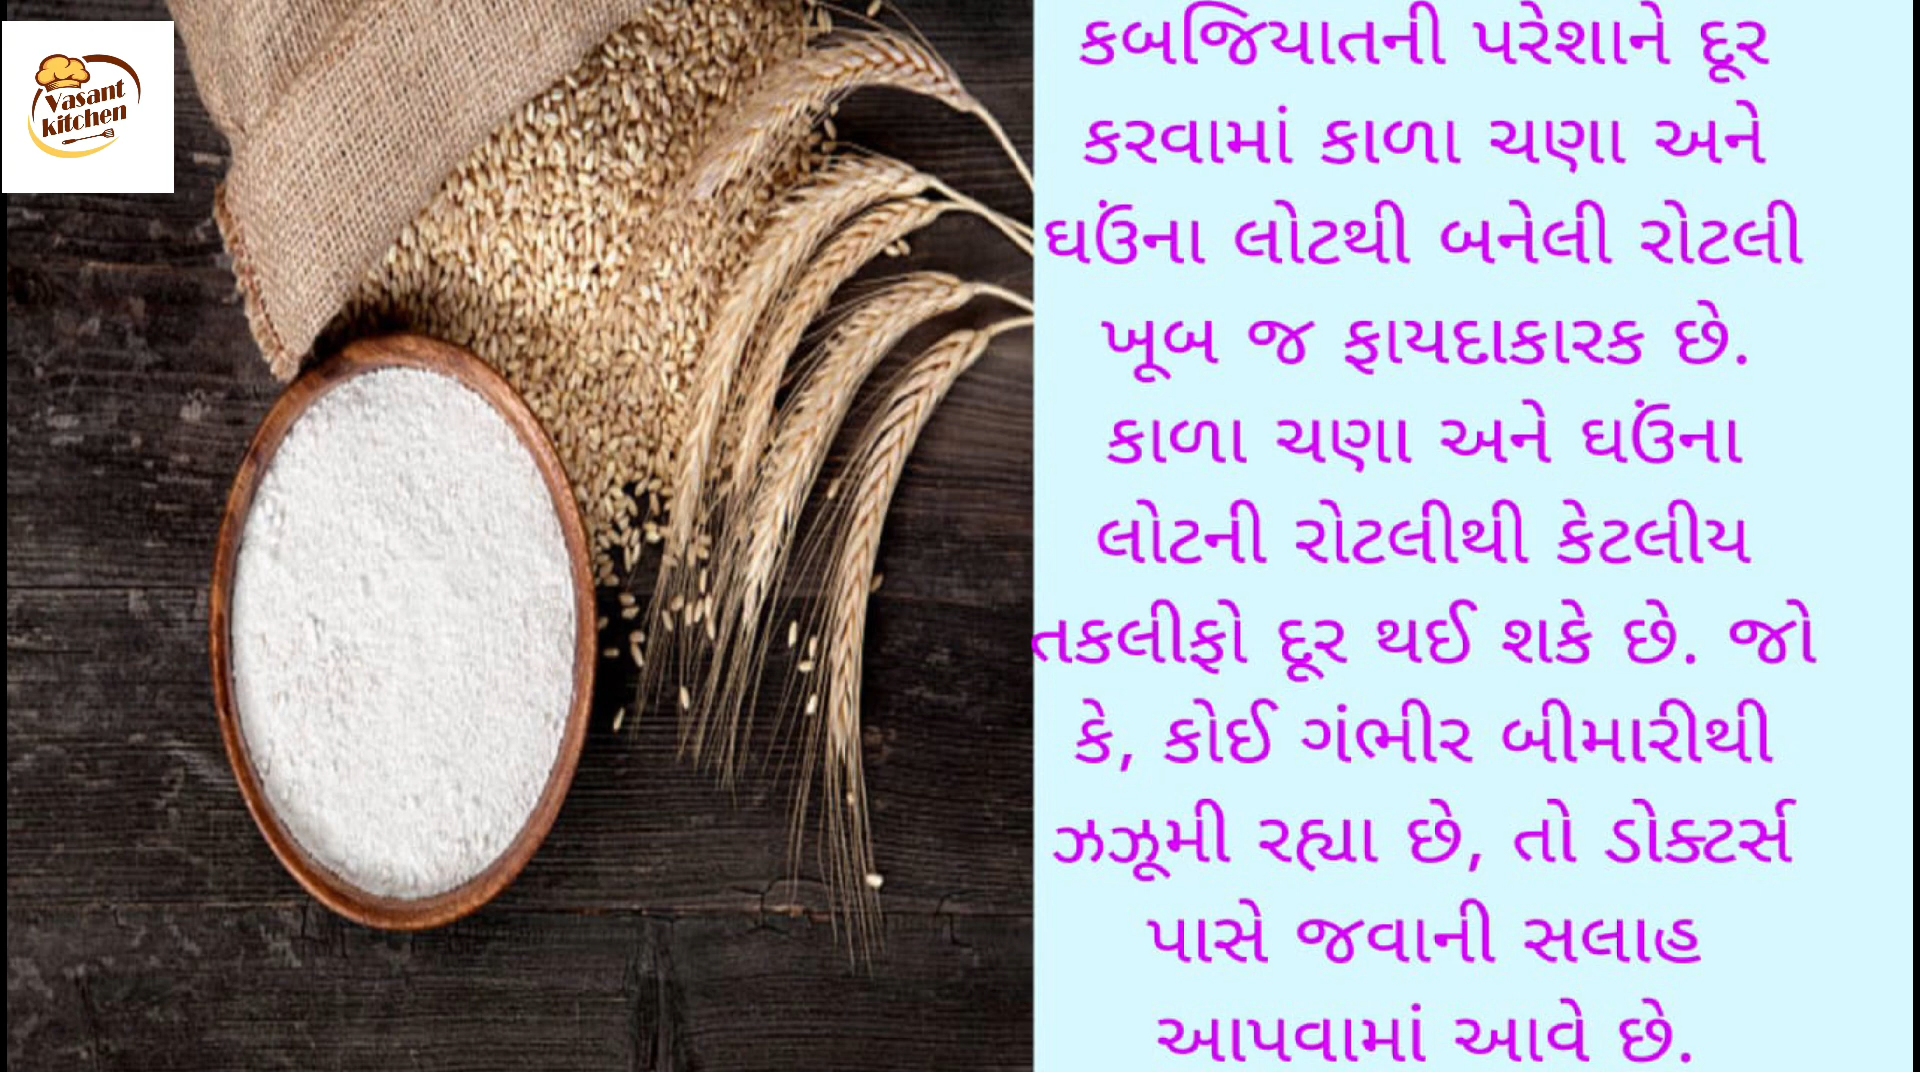 Vasant
kitchen
કબજિયાતની પરેશાને દૂર
કરવામાં કાળા ચણા અને
ઘઉંના લોટથી બનેલી રોટલી
ખૂબ જ ફાયદાકારક છે.
કાળા ચણા અને ઘઉંના
લોટની રોટલીથી કેટલીય
તકલીફો દૂર થઈ શકે છે. જો
કે, કોઈ ગંભીર બીમારીથી
ઝઝૂમી રહ્યા છે, તો ડોક્ટર્સ
પાસે જવાની સલાહ
આપવામાં આવે છે.